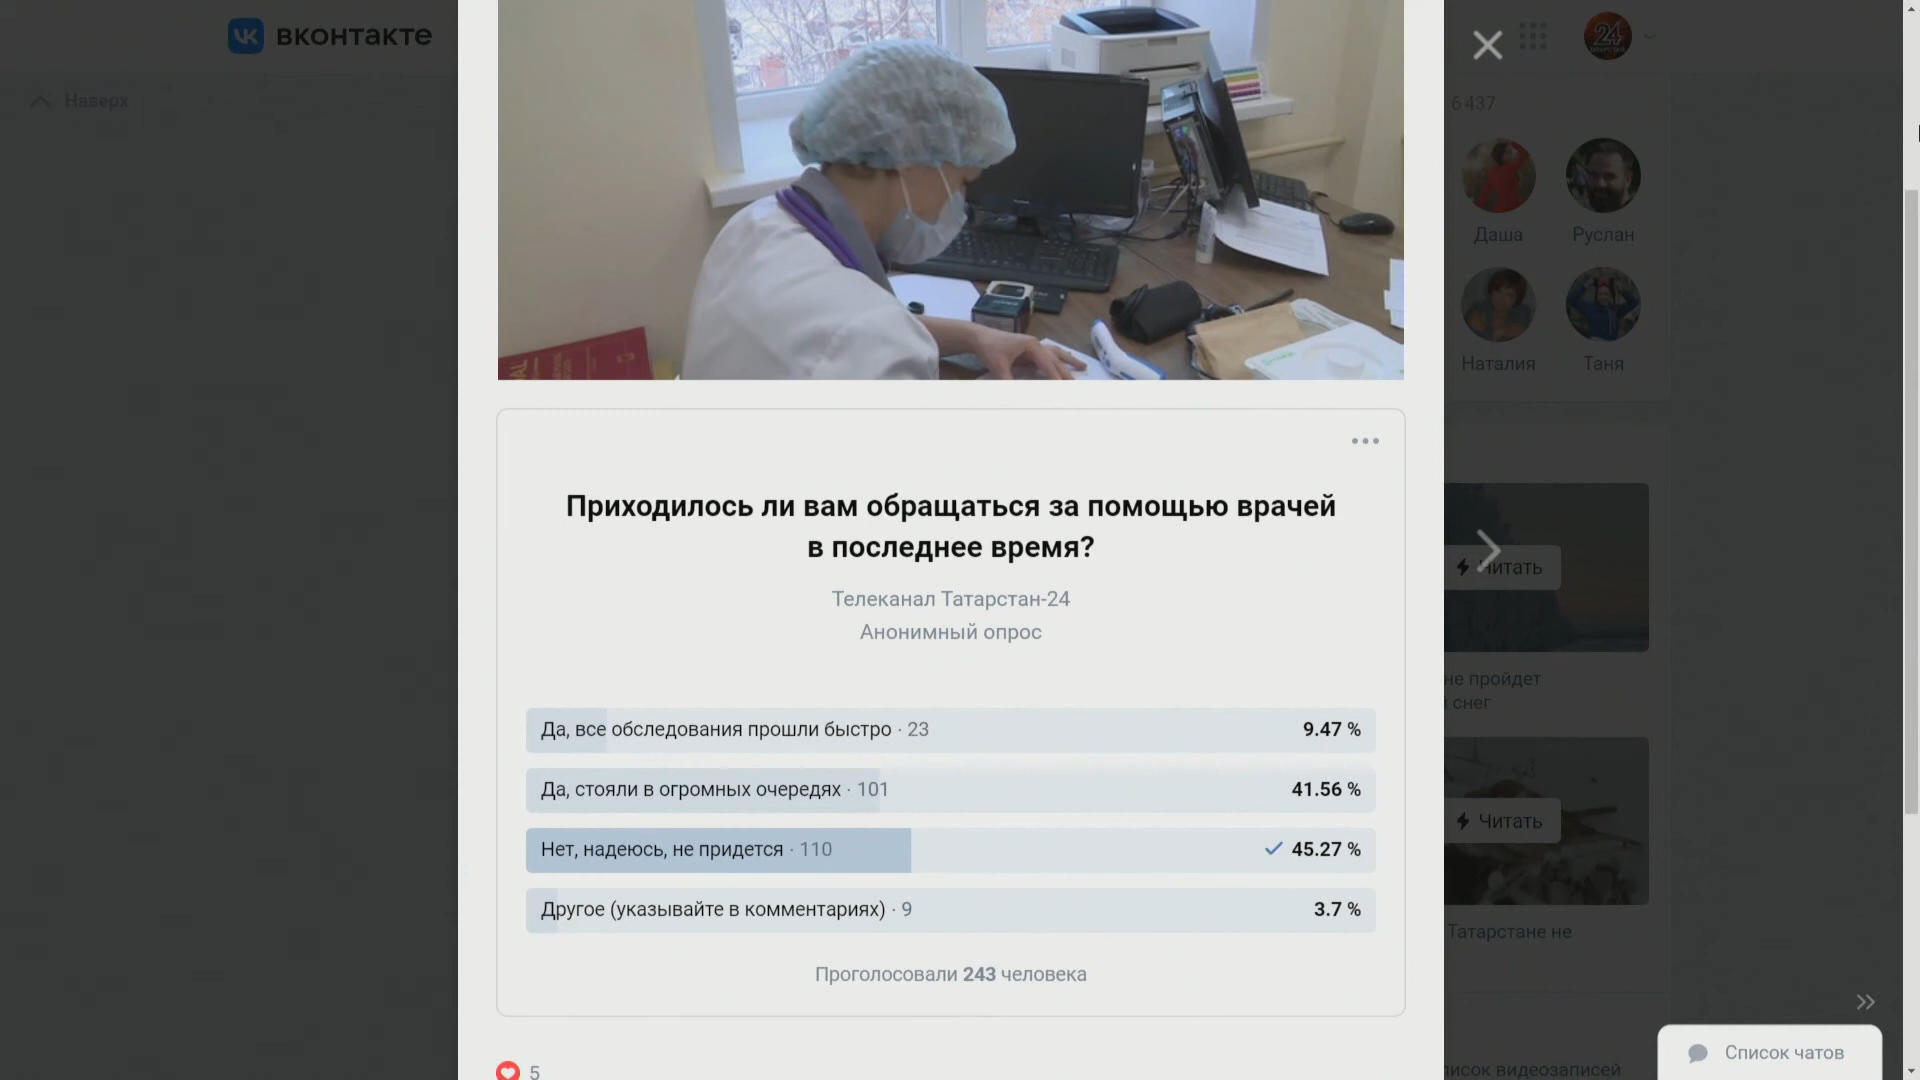 вконтакте
24
Наверх
6 437
Даша
Руслан
Наталия
Таня
Приходилось ли вам обращаться за помощью врачей
в последнее время?
Телеканал Татарстан-24
Анонимный опрос
Да, все обследования прошли быстро · 23
9.47 %
Да, стояли в огромных очередях · 101
41.56 %
Нет, надеюсь, не придется · 110
45.27 %
Другое (указывайте в комментариях) · 9
3.7 %
Проголосовали 243 человека
5
Читать
не пройдет
снег
Читать
Татарстане не
Список чатов
исок видеозаписей